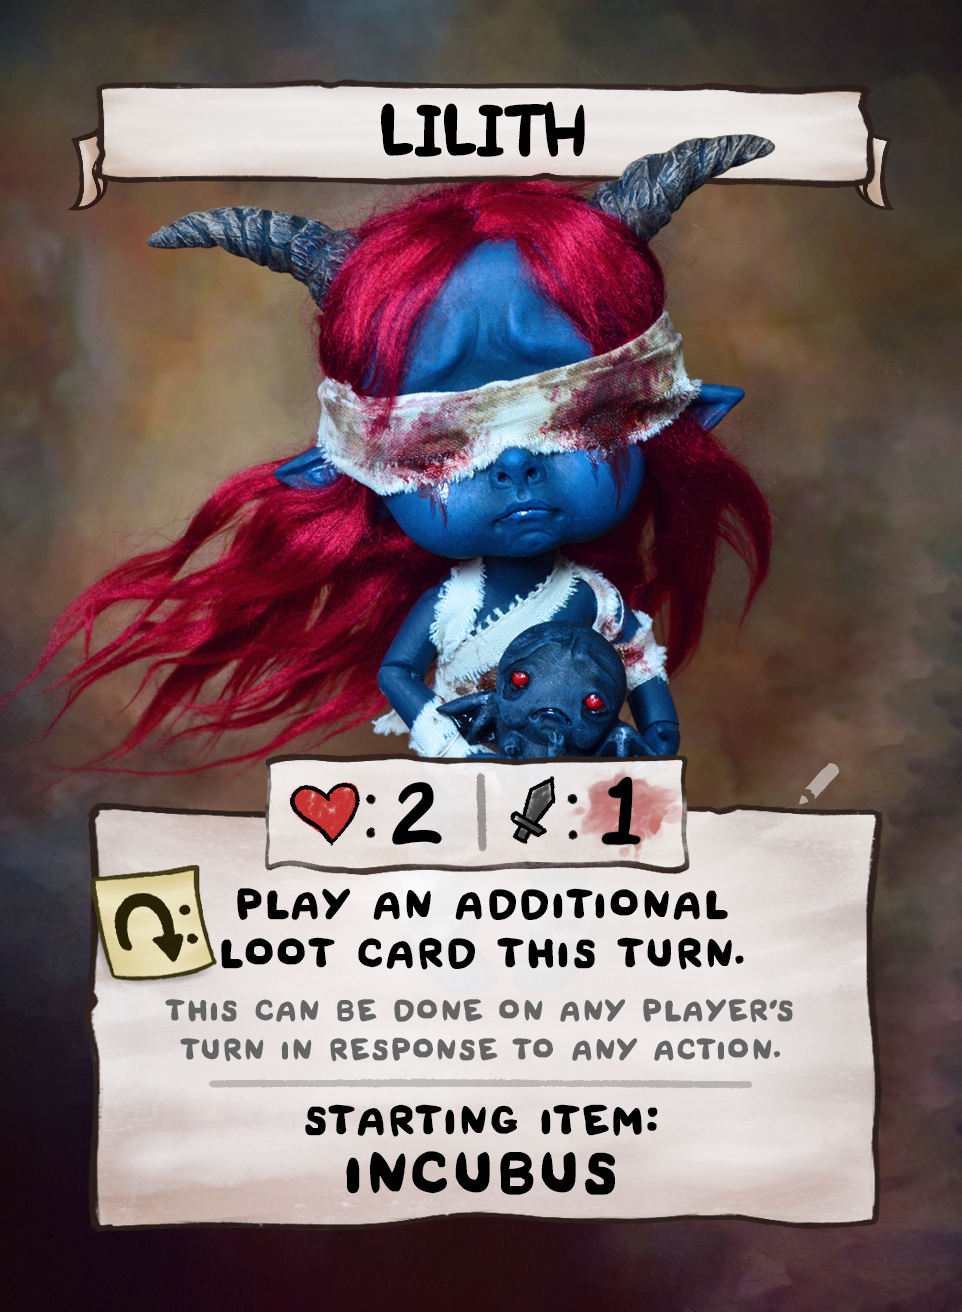 LILITH
:2 | :1
PLAY AN ADDITIONAL
LOOT CARD THIS TURN.
THIS CAN BE DONE ON ANY PLAYER'S
TURN IN RESPONSE TO ANY ACTION.
STARTING ITEM:
INCUBUS